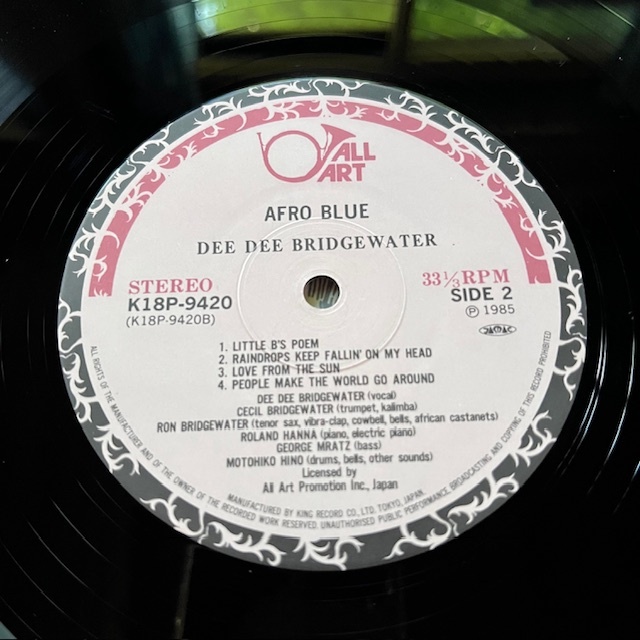 ALL
ART
AFRO BLUE
DEE DEE BRIDGEWATER
STEREO
K18P-9420
(K18P-9420B)
33⅓RPM
SIDE 2
Ⓟ 1985
1. LITTLE B'S POEM
2. RAINDROPS KEEP FALLIN' ON MY HEAD
3. LOVE FROM THE SUN
4. PEOPLE MAKE THE WORLD GO AROUND
DEE DEE BRIDGEWATER (vocal)
CECIL BRIDGEWATER (trumpet, kalimba)
RON BRIDGEWATER (tenor sax, vibra-clap, cowbell, bells, african castanets)
ROLAND HANNA (piano, electric piano)
GEORGE MRATZ (bass)
MOTOHIKO HINO (drums, bells, other sounds)
Licensed by
All Art Promotion Inc., Japan
MANUFACTURED BY KING RECORD CO., LTD. TOKYO, JAPAN.
ALL RIGHTS OF THE MANUFACTURER AND OF THE OWNER OF THE RECORDED WORK RESERVED. UNAUTHORISED PUBLIC PERFORMANCE, BROADCASTING AND COPYING OF THIS RECORD PROHIBITED